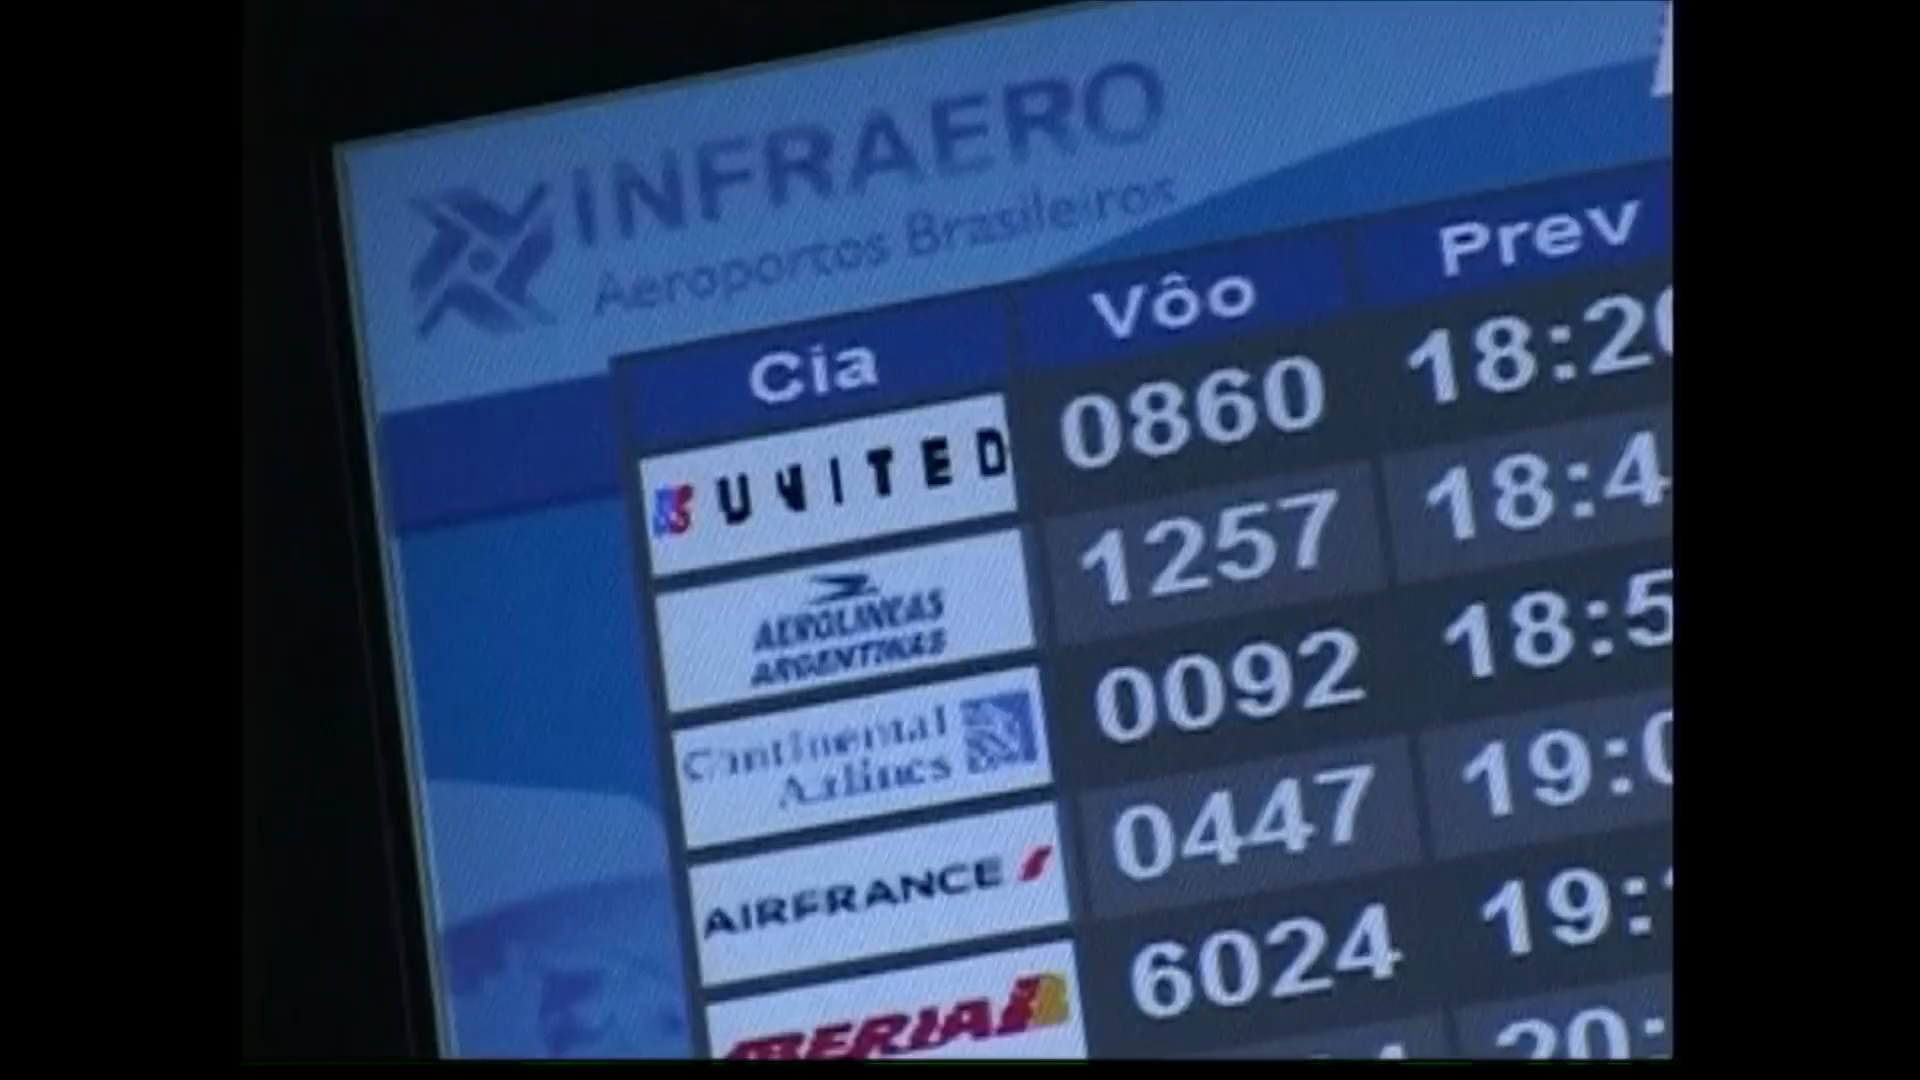 INFRAERO
Aeroportos Brasileiros
Cia Vôo Prev
UNITED 0860 18:20
AEROLINEAS ARGENTINAS 1257 18:4
Continental Airlines 0092 18:5
AIRFRANCE 0447 19:0
IBERIA 6024 19:
20: